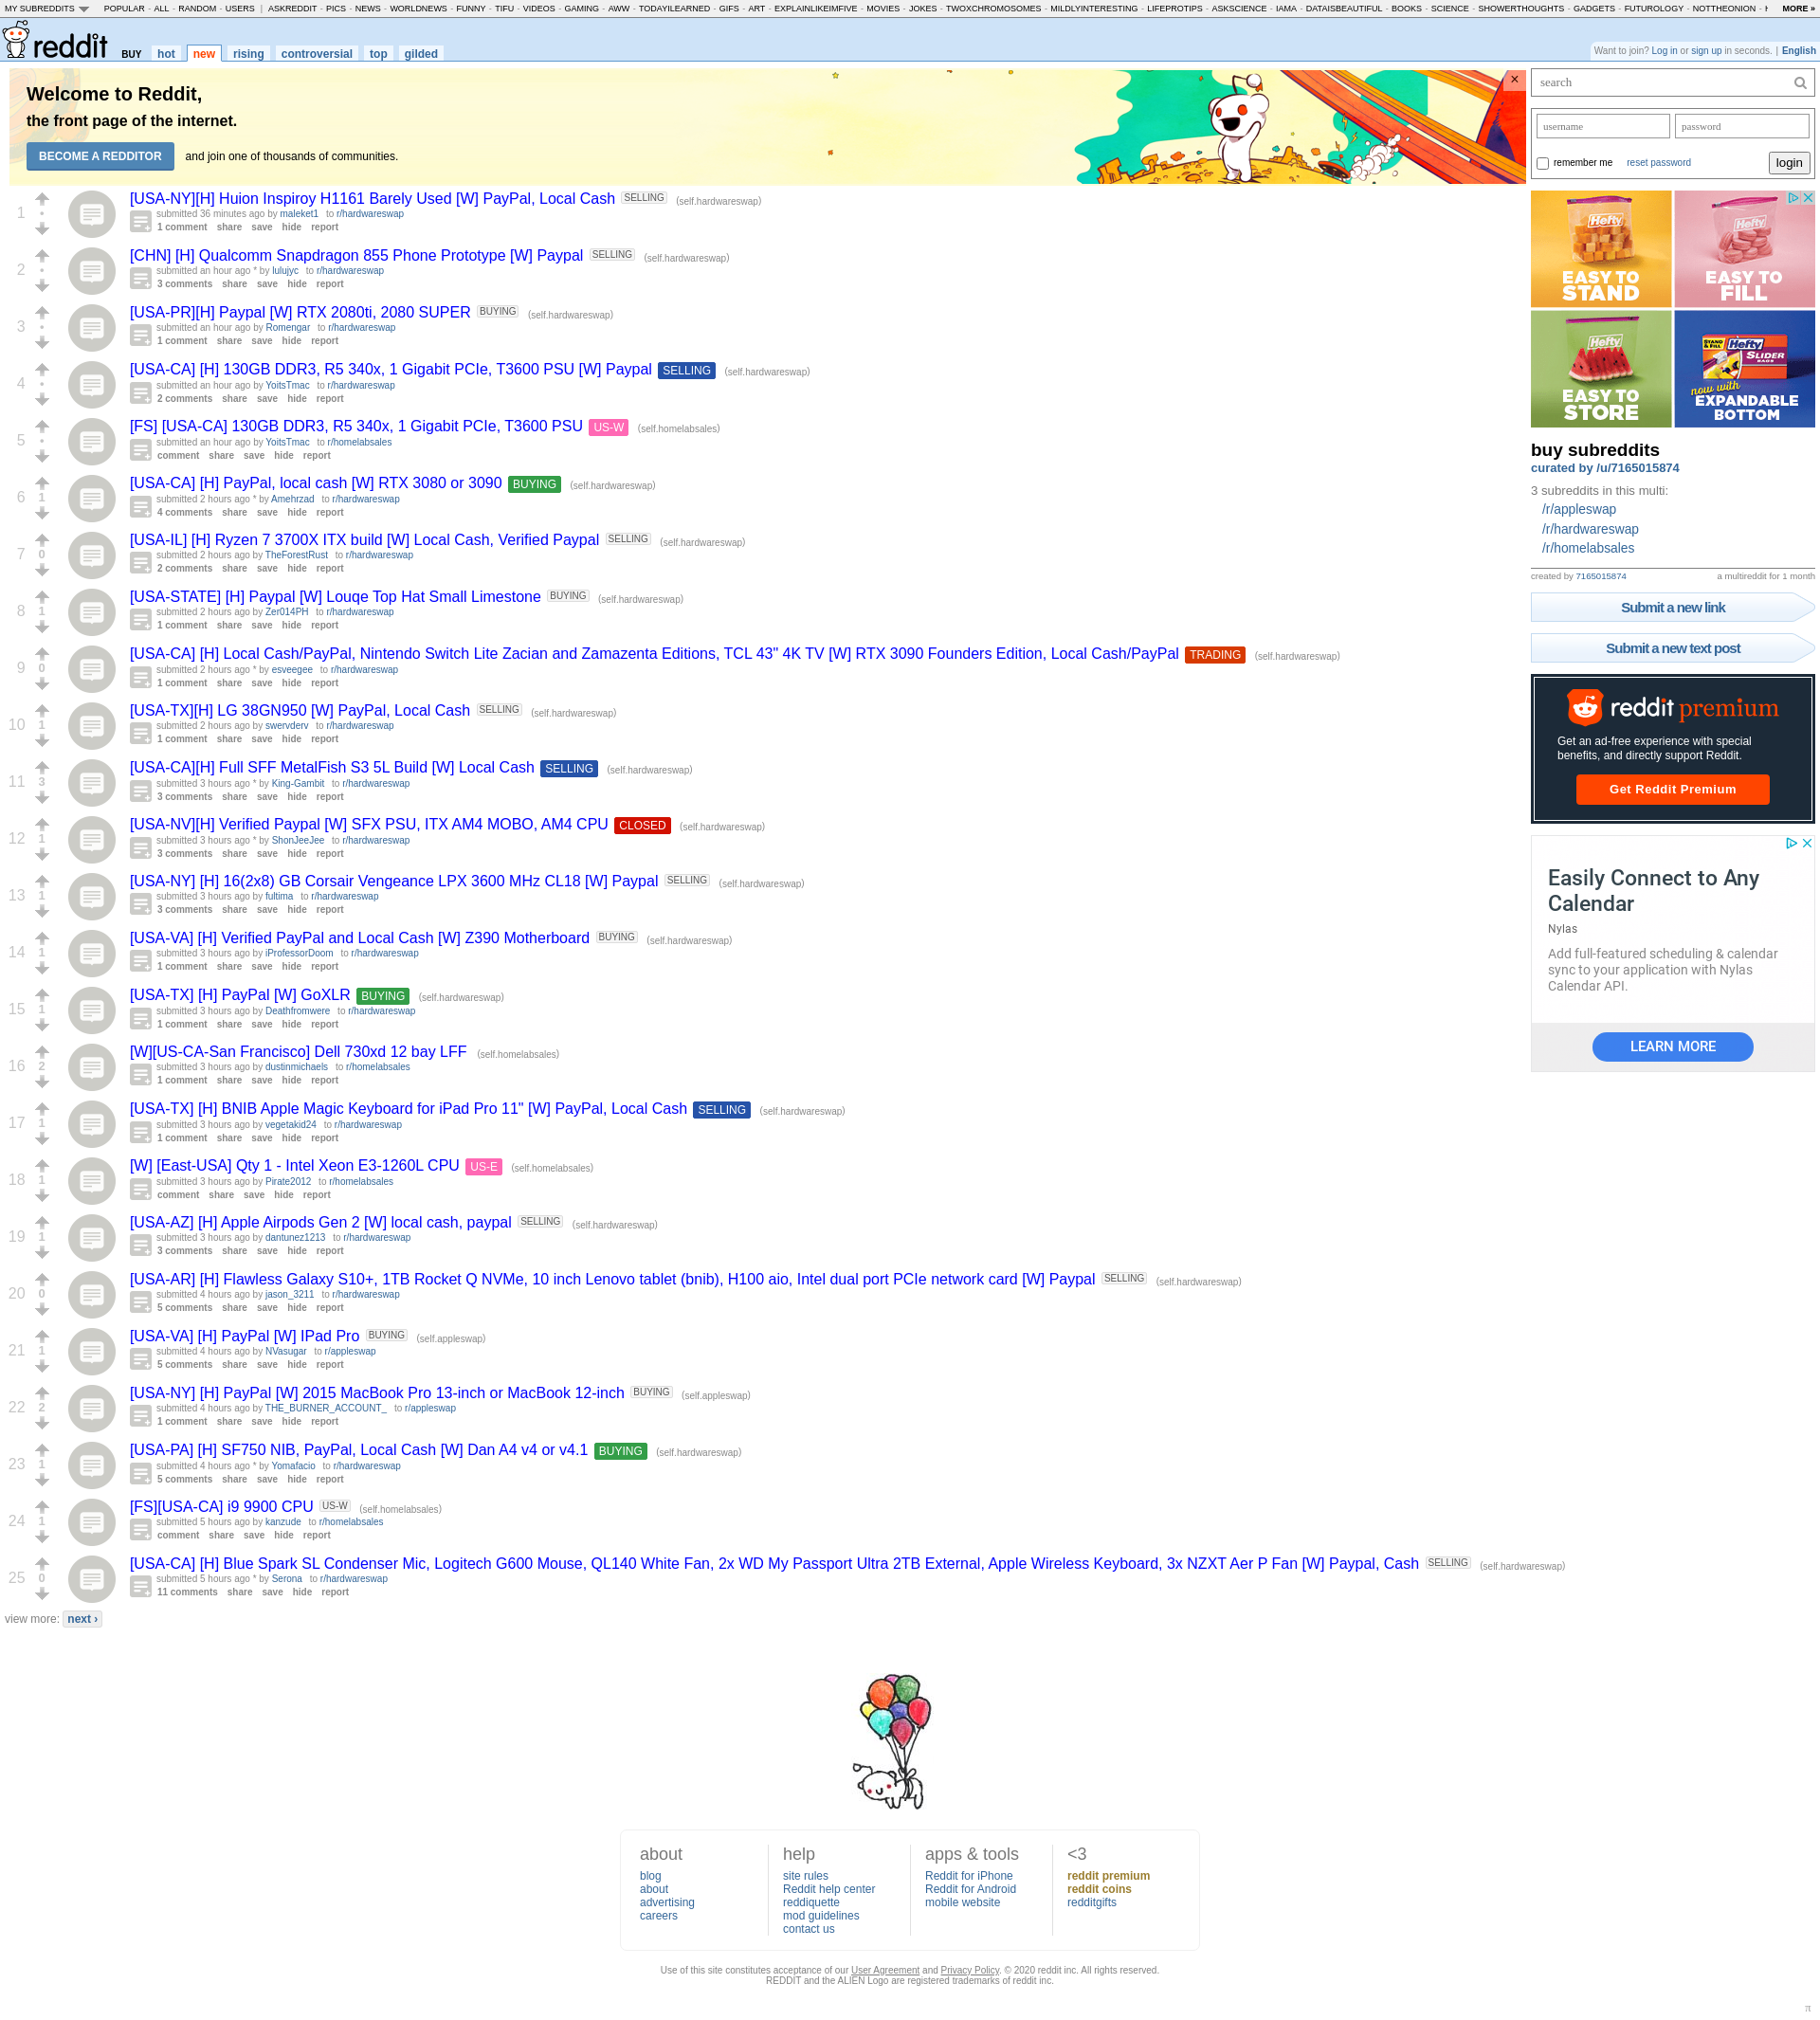 MY SUBREDDITS POPULAR - ALL - RANDOM - USERS | ASKREDDIT - PICS - NEWS - WORLDNEWS - FUNNY - TIFU - VIDEOS - GAMING - AWW - TODAYILEARNED - GIFS - ART - EXPLAINLIKEIMFIVE - MOVIES - JOKES - TWOXCHROMOSOMES - MILDLYINTERESTING - LIFEPROTIPS - ASKSCIENCE - IAMA - DATAISBEAUTIFUL - BOOKS - SCIENCE - SHOWERTHOUGHTS - GADGETS - FUTUROLOGY - NOTTHEONION - MORE »
reddit BUY hot new rising controversial top gilded
Want to join? Log in or sign up in seconds. | English
Welcome to Reddit,
the front page of the internet.
BECOME A REDDITOR and join one of thousands of communities.
×
1
[USA-NY][H] Huion Inspiroy H1161 Barely Used [W] PayPal, Local Cash SELLING (self.hardwareswap)
submitted 36 minutes ago by maleket1 to r/hardwareswap
1 comment share save hide report
2
[CHN] [H] Qualcomm Snapdragon 855 Phone Prototype [W] Paypal SELLING (self.hardwareswap)
submitted an hour ago * by lulujyc to r/hardwareswap
3 comments share save hide report
3
[USA-PR][H] Paypal [W] RTX 2080ti, 2080 SUPER BUYING (self.hardwareswap)
submitted an hour ago by Romengar to r/hardwareswap
1 comment share save hide report
4
[USA-CA] [H] 130GB DDR3, R5 340x, 1 Gigabit PCIe, T3600 PSU [W] Paypal SELLING (self.hardwareswap)
submitted an hour ago by YoitsTmac to r/hardwareswap
2 comments share save hide report
5
[FS] [USA-CA] 130GB DDR3, R5 340x, 1 Gigabit PCIe, T3600 PSU US-W (self.homelabsales)
submitted an hour ago by YoitsTmac to r/homelabsales
comment share save hide report
6 1
[USA-CA] [H] PayPal, local cash [W] RTX 3080 or 3090 BUYING (self.hardwareswap)
submitted 2 hours ago * by Amehrzad to r/hardwareswap
4 comments share save hide report
7 0
[USA-IL] [H] Ryzen 7 3700X ITX build [W] Local Cash, Verified Paypal SELLING (self.hardwareswap)
submitted 2 hours ago by TheForestRust to r/hardwareswap
2 comments share save hide report
8 1
[USA-STATE] [H] Paypal [W] Louqe Top Hat Small Limestone BUYING (self.hardwareswap)
submitted 2 hours ago by Zer014PH to r/hardwareswap
1 comment share save hide report
9 0
[USA-CA] [H] Local Cash/PayPal, Nintendo Switch Lite Zacian and Zamazenta Editions, TCL 43" 4K TV [W] RTX 3090 Founders Edition, Local Cash/PayPal TRADING (self.hardwareswap)
submitted 2 hours ago * by esveegee to r/hardwareswap
1 comment share save hide report
10 1
[USA-TX][H] LG 38GN950 [W] PayPal, Local Cash SELLING (self.hardwareswap)
submitted 2 hours ago by swervderv to r/hardwareswap
1 comment share save hide report
11 3
[USA-CA][H] Full SFF MetalFish S3 5L Build [W] Local Cash SELLING (self.hardwareswap)
submitted 3 hours ago * by King-Gambit to r/hardwareswap
3 comments share save hide report
12 1
[USA-NV][H] Verified Paypal [W] SFX PSU, ITX AM4 MOBO, AM4 CPU CLOSED (self.hardwareswap)
submitted 3 hours ago * by ShonJeeJee to r/hardwareswap
3 comments share save hide report
13 1
[USA-NY] [H] 16(2x8) GB Corsair Vengeance LPX 3600 MHz CL18 [W] Paypal SELLING (self.hardwareswap)
submitted 3 hours ago by fultima to r/hardwareswap
3 comments share save hide report
14 1
[USA-VA] [H] Verified PayPal and Local Cash [W] Z390 Motherboard BUYING (self.hardwareswap)
submitted 3 hours ago by iProfessorDoom to r/hardwareswap
1 comment share save hide report
15 1
[USA-TX] [H] PayPal [W] GoXLR BUYING (self.hardwareswap)
submitted 3 hours ago by Deathfromwere to r/hardwareswap
1 comment share save hide report
16 2
[W][US-CA-San Francisco] Dell 730xd 12 bay LFF (self.homelabsales)
submitted 3 hours ago by dustinmichaels to r/homelabsales
1 comment share save hide report
17 1
[USA-TX] [H] BNIB Apple Magic Keyboard for iPad Pro 11" [W] PayPal, Local Cash SELLING (self.hardwareswap)
submitted 3 hours ago by vegetakid24 to r/hardwareswap
1 comment share save hide report
18 1
[W] [East-USA] Qty 1 - Intel Xeon E3-1260L CPU US-E (self.homelabsales)
submitted 3 hours ago by Pirate2012 to r/homelabsales
comment share save hide report
19 1
[USA-AZ] [H] Apple Airpods Gen 2 [W] local cash, paypal SELLING (self.hardwareswap)
submitted 3 hours ago by dantunez1213 to r/hardwareswap
3 comments share save hide report
20 0
[USA-AR] [H] Flawless Galaxy S10+, 1TB Rocket Q NVMe, 10 inch Lenovo tablet (bnib), H100 aio, Intel dual port PCIe network card [W] Paypal SELLING (self.hardwareswap)
submitted 4 hours ago by jason_3211 to r/hardwareswap
5 comments share save hide report
21 1
[USA-VA] [H] PayPal [W] IPad Pro BUYING (self.appleswap)
submitted 4 hours ago by NVasugar to r/appleswap
5 comments share save hide report
22 2
[USA-NY] [H] PayPal [W] 2015 MacBook Pro 13-inch or MacBook 12-inch BUYING (self.appleswap)
submitted 4 hours ago by THE_BURNER_ACCOUNT_ to r/appleswap
1 comment share save hide report
23 1
[USA-PA] [H] SF750 NIB, PayPal, Local Cash [W] Dan A4 v4 or v4.1 BUYING (self.hardwareswap)
submitted 4 hours ago * by Yomafacio to r/hardwareswap
5 comments share save hide report
24 1
[FS][USA-CA] i9 9900 CPU US-W (self.homelabsales)
submitted 5 hours ago by kanzude to r/homelabsales
comment share save hide report
25 0
[USA-CA] [H] Blue Spark SL Condenser Mic, Logitech G600 Mouse, QL140 White Fan, 2x WD My Passport Ultra 2TB External, Apple Wireless Keyboard, 3x NZXT Aer P Fan [W] Paypal, Cash SELLING (self.hardwareswap)
submitted 5 hours ago * by Serona to r/hardwareswap
11 comments share save hide report
view more: next ›
search
username password
remember me reset password login
Hefty
EASY TO
STAND
Hefty
EASY TO
FILL
Hefty
EASY TO
STORE
STAND & FILL Hefty SLIDER BAGS
now with
EXPANDABLE
BOTTOM
buy subreddits
curated by /u/7165015874
3 subreddits in this multi:
/r/appleswap
/r/hardwareswap
/r/homelabsales
created by 7165015874 a multireddit for 1 month
Submit a new link
Submit a new text post
reddit premium
Get an ad-free experience with special
benefits, and directly support Reddit.
Get Reddit Premium
Easily Connect to Any
Calendar
Nylas
Add full-featured scheduling & calendar
sync to your application with Nylas
Calendar API.
LEARN MORE
about
blog
about
advertising
careers
help
site rules
Reddit help center
reddiquette
mod guidelines
contact us
apps & tools
Reddit for iPhone
Reddit for Android
mobile website
<3
reddit premium
reddit coins
redditgifts
Use of this site constitutes acceptance of our User Agreement and Privacy Policy. © 2020 reddit inc. All rights reserved.
REDDIT and the ALIEN Logo are registered trademarks of reddit inc.
π